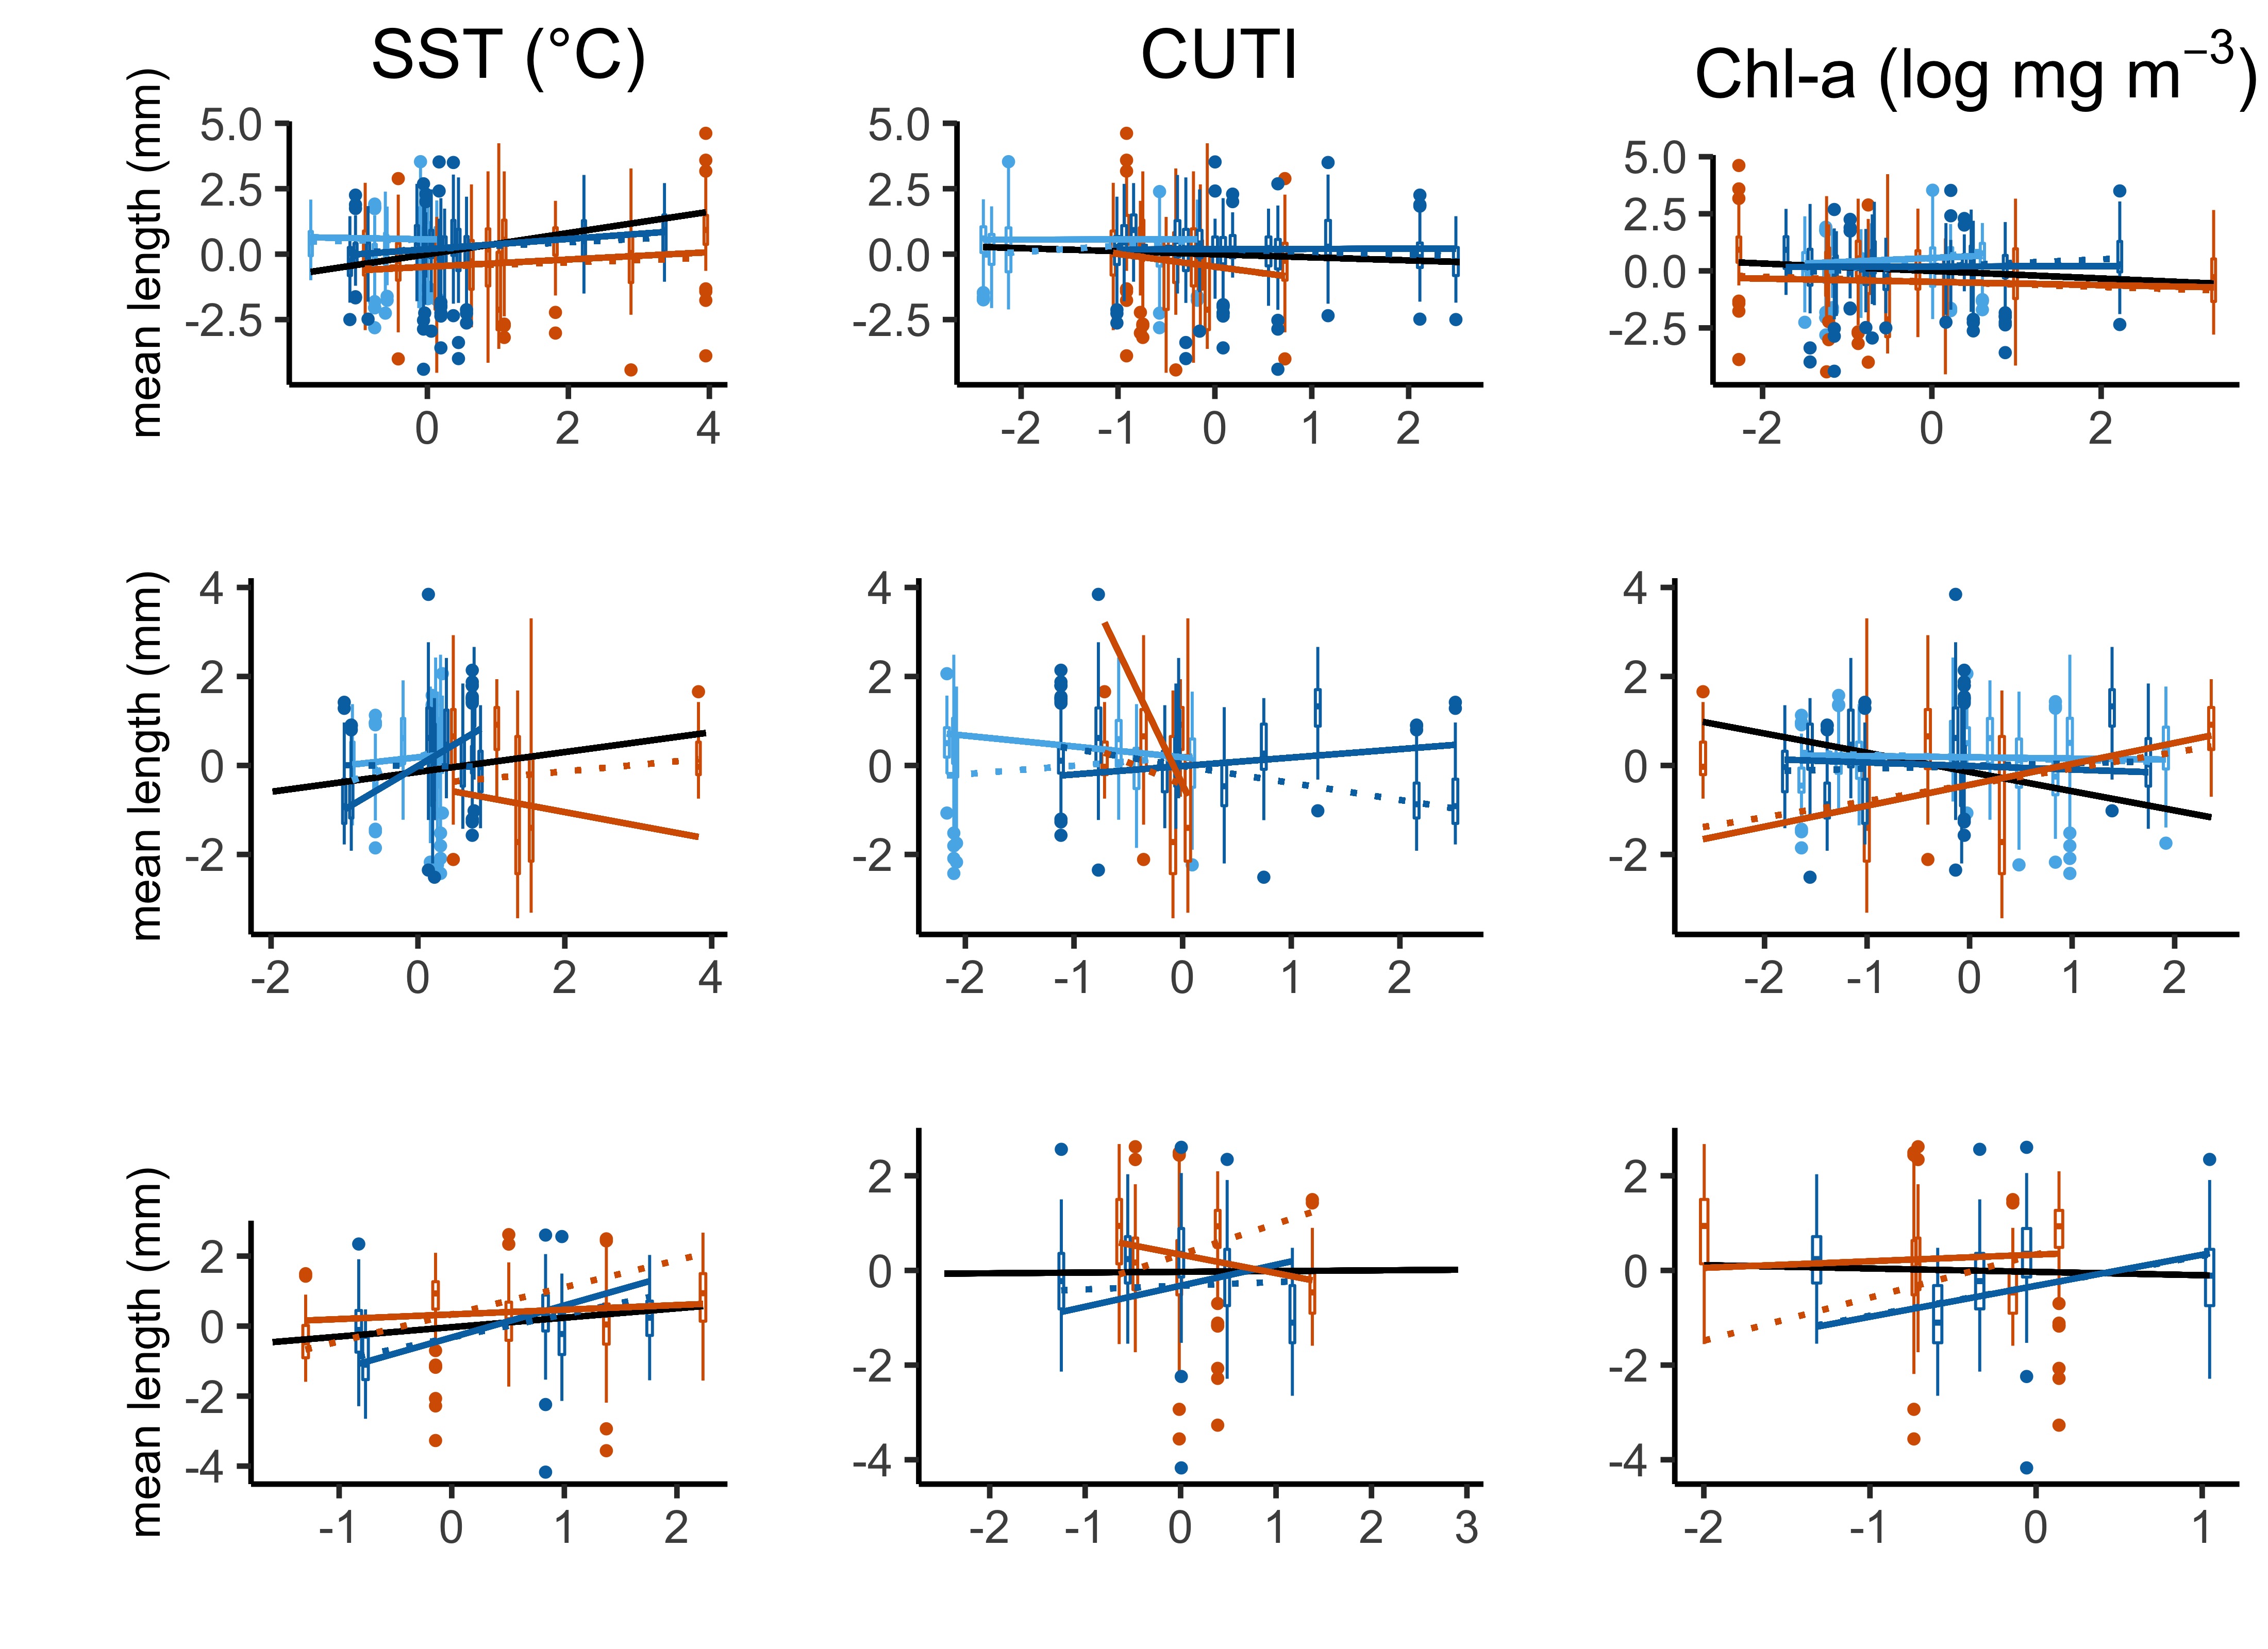 SST (°C) CUTI Chl-a (log mg m⁻³)
mean length (mm)
5.0 5.0 5.0
2.5 2.5 2.5
0.0 0.0 0.0
-2.5 -2.5 -2.5
0 2 4 -2 -1 0 1 2 -2 0 2
mean length (mm)
4 4 4
2 2 2
0 0 0
-2 -2 -2
-2 0 2 4 -2 -1 0 1 2 -2 -1 0 1 2
mean length (mm)
2 2 2
0 0 0
-2 -2 -2
-4 -4 -4
-1 0 1 2 -2 -1 0 1 2 3 -2 -1 0 1